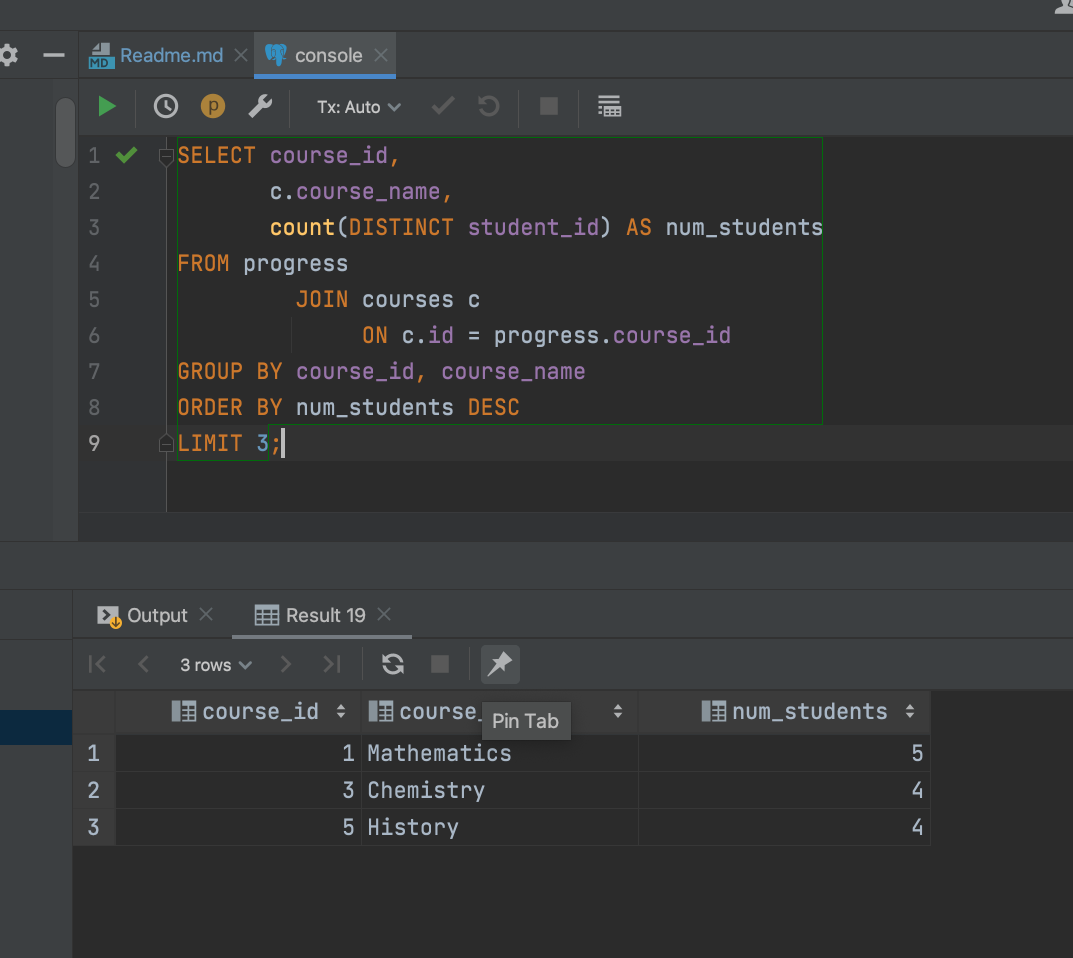 Readme.md console
Tx: Auto
1 SELECT course_id,
2 c.course_name,
3 count(DISTINCT student_id) AS num_students
4 FROM progress
5 JOIN courses c
6 ON c.id = progress.course_id
7 GROUP BY course_id, course_name
8 ORDER BY num_students DESC
9 LIMIT 3;
Output Result 19
3 rows
course_id course_ num_students
Pin Tab
1 1 Mathematics 5
2 3 Chemistry 4
3 5 History 4